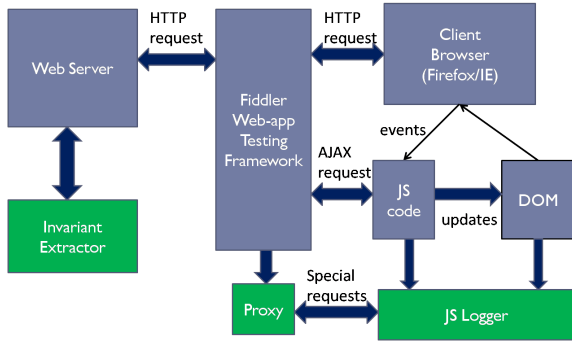 HTTP
request
HTTP
request
Client
Browser
(Firefox/IE)
Web Server
Fiddler
Web-app
Testing
Framework
events
AJAX
request
JS
code
updates
DOM
Invariant
Extractor
Special
requests
Proxy
JS Logger